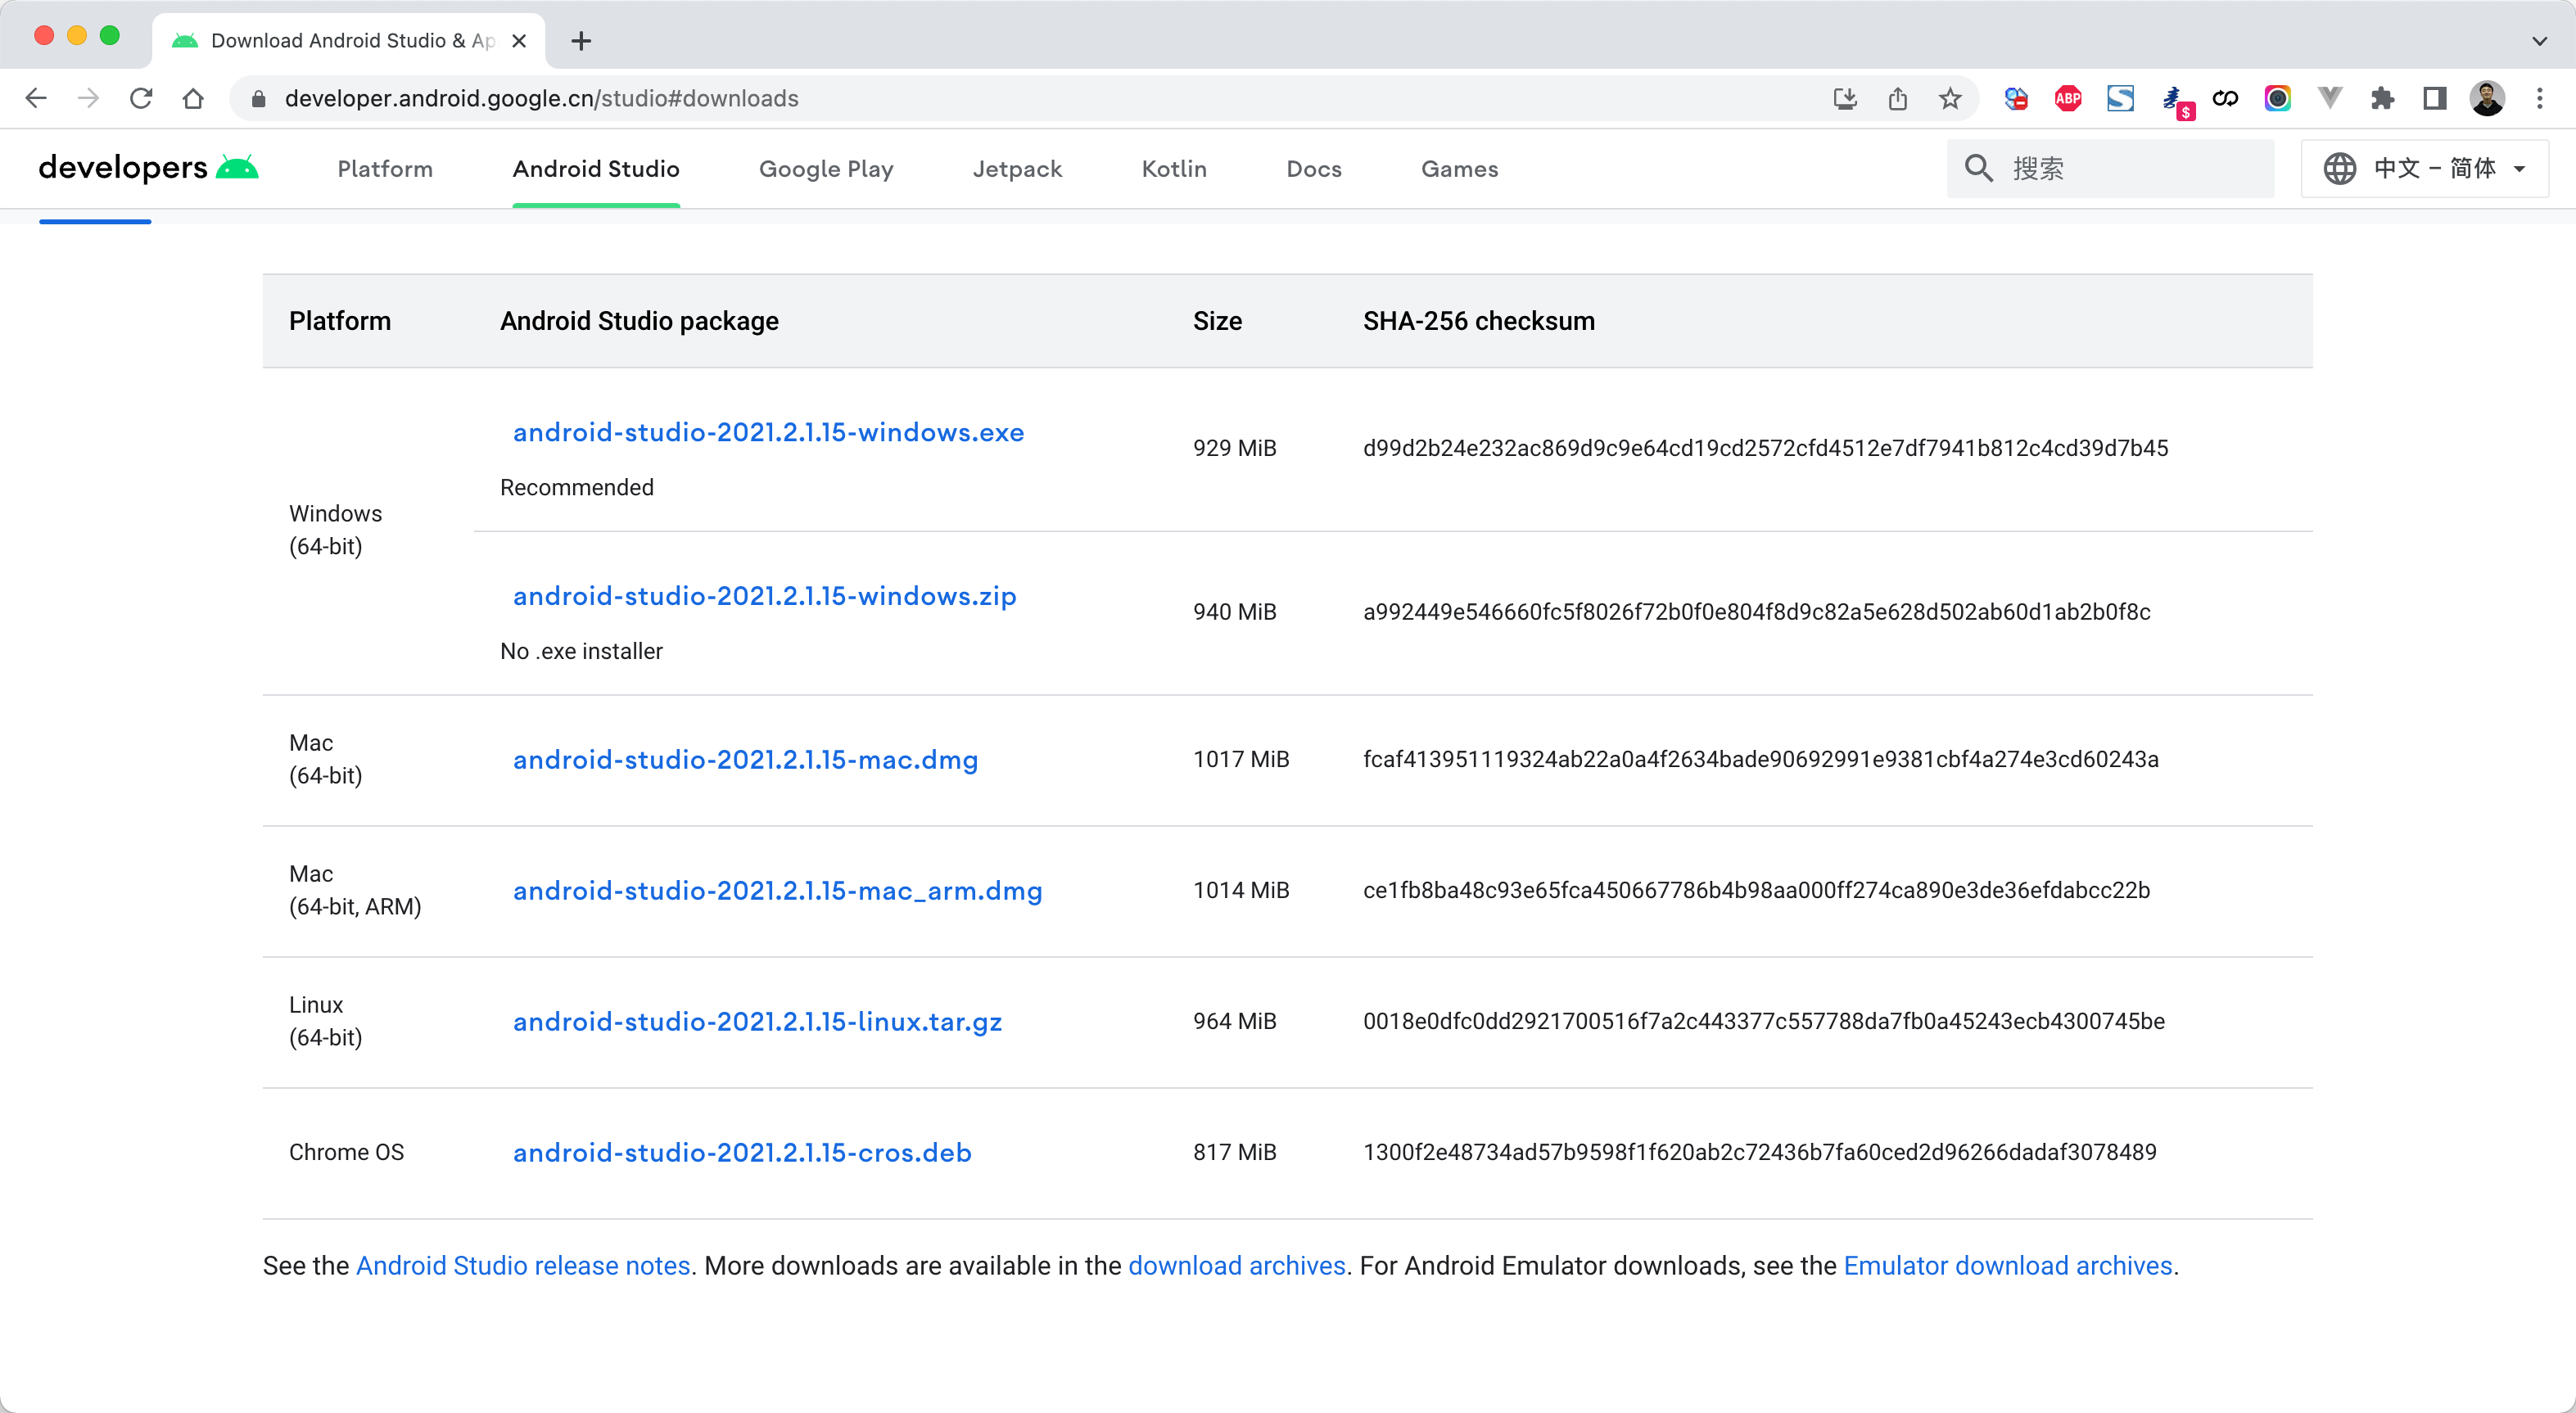 Download Android Studio & Ap
developer.android.google.cn/studio#downloads
ABP
$
developers
Platform
Android Studio
Google Play
Jetpack
Kotlin
Docs
Games
搜索
中文 – 简体
Platform Android Studio package Size SHA-256 checksum
Windows
(64-bit)
android-studio-2021.2.1.15-windows.exe
Recommended
929 MiB
d99d2b24e232ac869d9c9e64cd19cd2572cfd4512e7df7941b812c4cd39d7b45
android-studio-2021.2.1.15-windows.zip
No .exe installer
940 MiB
a992449e546660fc5f8026f72b0f0e804f8d9c82a5e628d502ab60d1ab2b0f8c
Mac
(64-bit)
android-studio-2021.2.1.15-mac.dmg
1017 MiB
fcaf413951119324ab22a0a4f2634bade90692991e9381cbf4a274e3cd60243a
Mac
(64-bit, ARM)
android-studio-2021.2.1.15-mac_arm.dmg
1014 MiB
ce1fb8ba48c93e65fca450667786b4b98aa000ff274ca890e3de36efdabcc22b
Linux
(64-bit)
android-studio-2021.2.1.15-linux.tar.gz
964 MiB
0018e0dfc0dd2921700516f7a2c443377c557788da7fb0a45243ecb4300745be
Chrome OS
android-studio-2021.2.1.15-cros.deb
817 MiB
1300f2e48734ad57b9598f1f620ab2c72436b7fa60ced2d96266dadaf3078489
See the Android Studio release notes. More downloads are available in the download archives. For Android Emulator downloads, see the Emulator download archives.